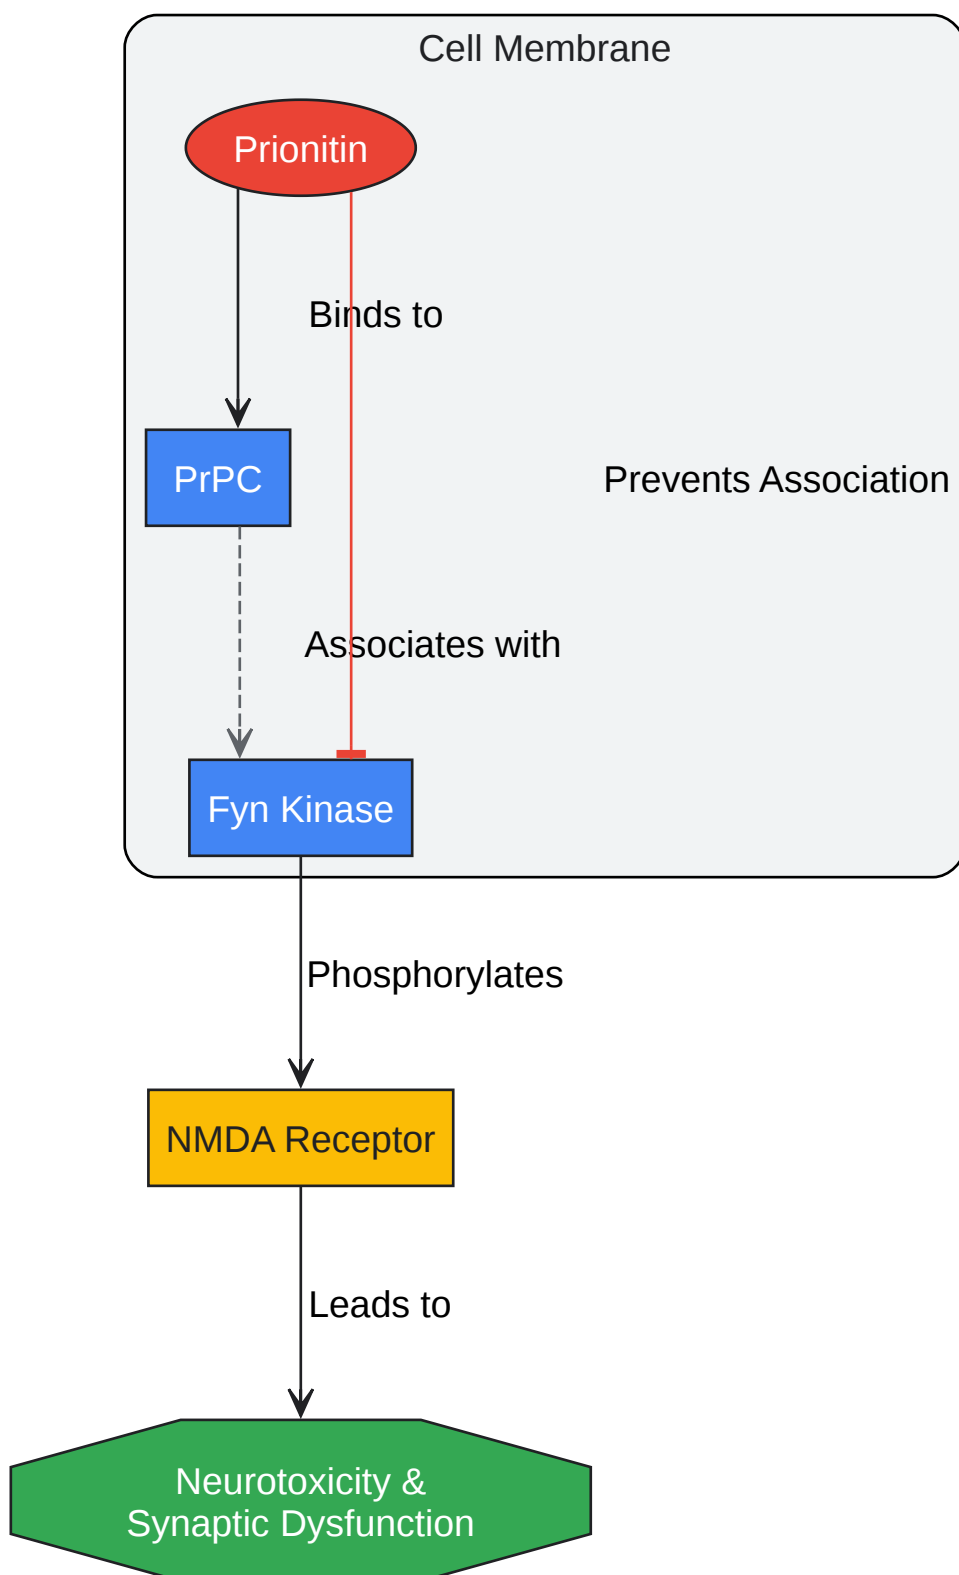 Cell Membrane
Prionitin
Binds to
PrPC
Prevents Association
Associates with
Fyn Kinase
Phosphorylates
NMDA Receptor
Leads to
Neurotoxicity &
Synaptic Dysfunction